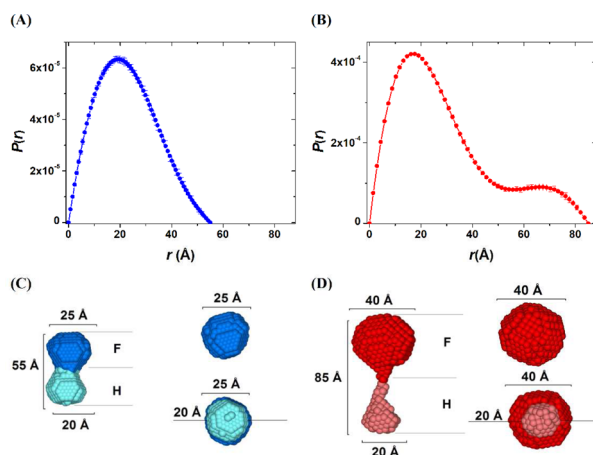 (A)
(B)
6x10⁻⁵
4x10⁻⁵
2x10⁻⁵
0
P(r)
0 20 40 60 80
r (Å)
4x10⁻⁴
2x10⁻⁴
0
P(r)
0 20 40 60 80
r(Å)
(C)
(D)
25 Å
25 Å
55 Å
F
H
20 Å
25 Å
20 Å
40 Å
40 Å
85 Å
F
H
20 Å
40 Å
20 Å